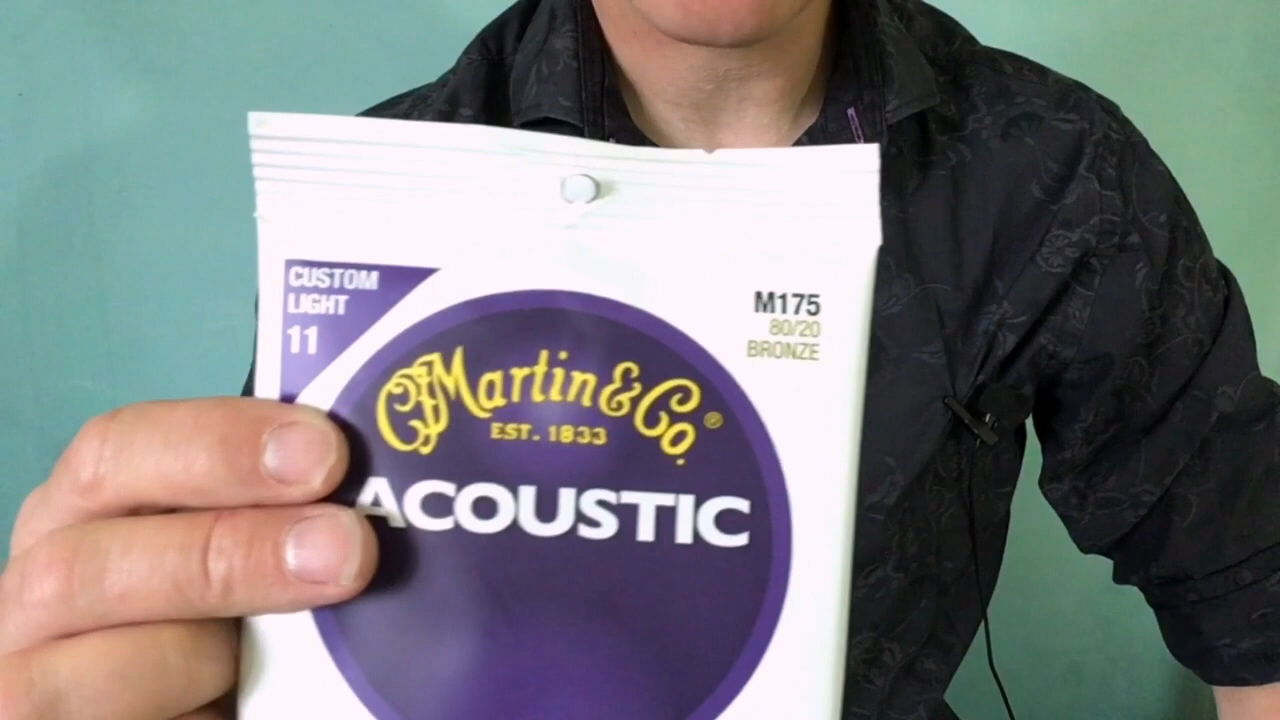 CUSTOM
LIGHT
11
M175
80/20
BRONZE
CFMartin & Co.®
EST. 1833
ACOUSTIC